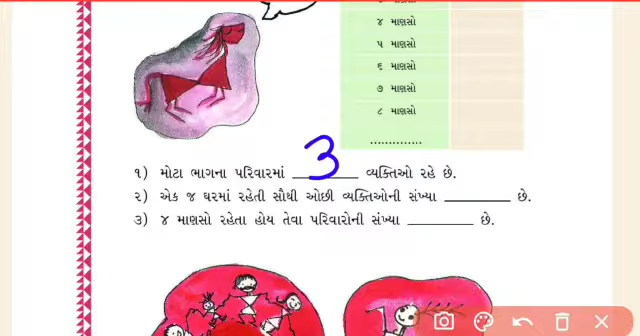 ૪ માણસો
૫ માણસો
૬ માણસો
૭ માણસો
૮ માણસો
..............
૧) મોટા ભાગના પરિવારમાં 3 વ્યક્તિઓ રહે છે.
૨) એક જ ઘરમાં રહેતી સૌથી ઓછી વ્યક્તિઓની સંખ્યા ________ છે.
૩) ૪ માણસો રહેતા હોય તેવા પરિવારોની સંખ્યા ________ છે.